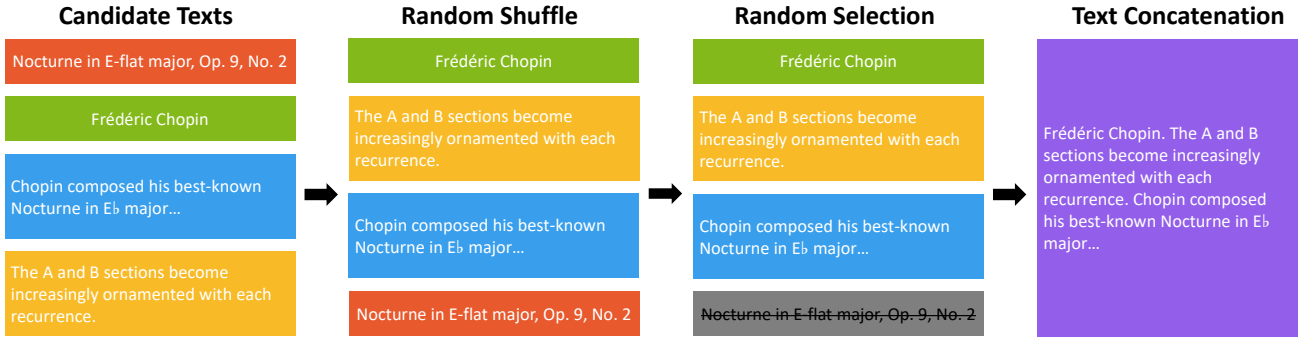 Candidate Texts
Nocturne in E-flat major, Op. 9, No. 2
Frédéric Chopin
Chopin composed his best-known
Nocturne in E♭ major…
The A and B sections become
increasingly ornamented with each
recurrence.
Random Shuffle
Frédéric Chopin
The A and B sections become
increasingly ornamented with each
recurrence.
Chopin composed his best-known
Nocturne in E♭ major…
Nocturne in E-flat major, Op. 9, No. 2
Random Selection
Frédéric Chopin
The A and B sections become
increasingly ornamented with each
recurrence.
Chopin composed his best-known
Nocturne in E♭ major…
Nocturne in E-flat major, Op. 9, No. 2
Text Concatenation
Frédéric Chopin. The A and B
sections become increasingly
ornamented with each
recurrence. Chopin composed
his best-known Nocturne in E♭
major…